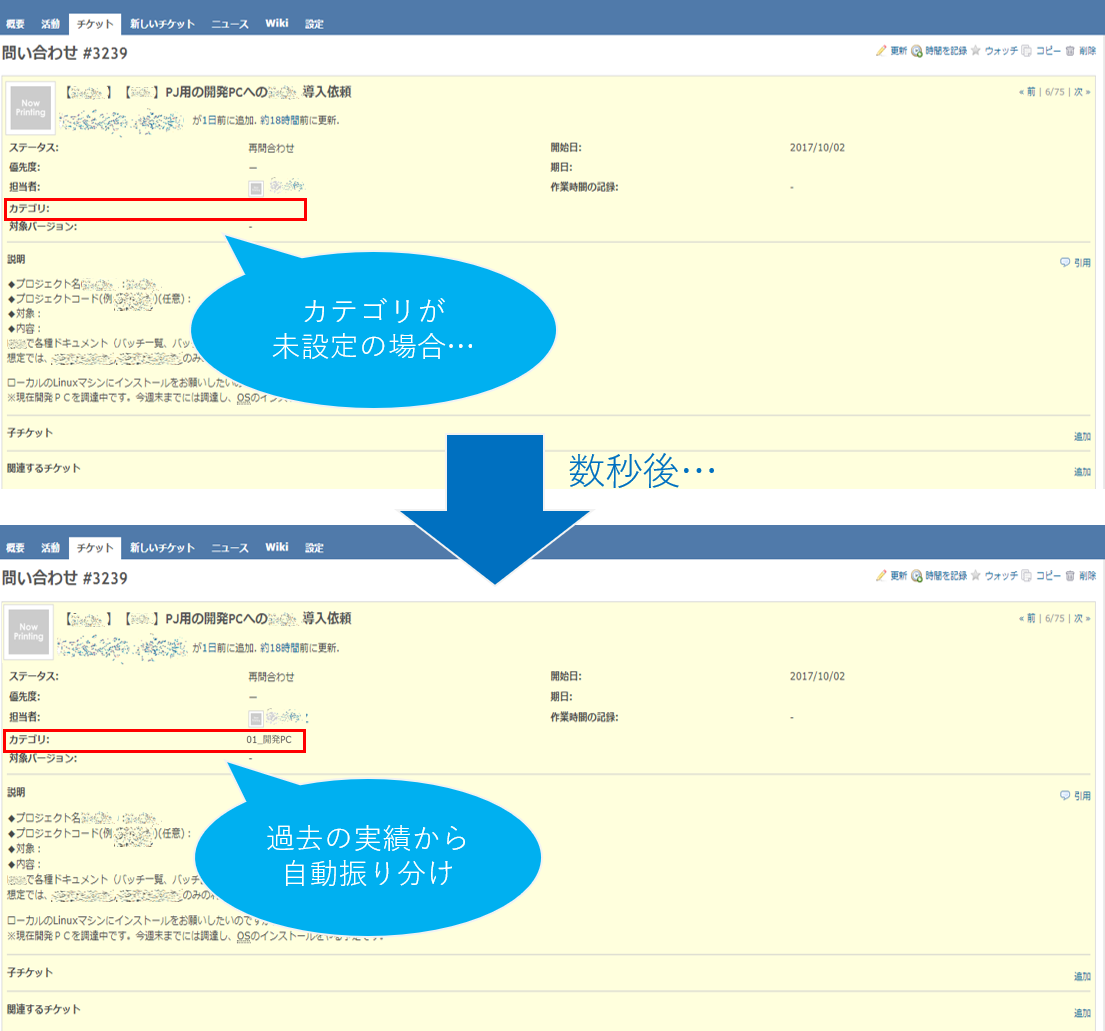 概要 活動 チケット 新しいチケット ニュース Wiki 設定
問い合わせ #3239
更新 時間を記録 ウォッチ コピー 削除
Now Printing
【 】【 】PJ用の開発PCへの 導入依頼
« 前 | 6/75 | 次 »
が1日前に追加. 約18時間前に更新.
ステータス: 再問合わせ 開始日: 2017/10/02
優先度: — 期日:
担当者: 作業時間の記録: -
カテゴリ:
対象バージョン: -
説明
引用
◆プロジェクト名 :
◆プロジェクトコード(例 )(任意) :
◆対象 :
◆内容 :
で各種ドキュメント（バッチ一覧、バッ
想定では、 のみ
ローカルのLinuxマシンにインストールをお願いしたい
※現在開発ＰＣを調達中です。今週末までには調達し、OSのインス
カテゴリが
未設定の場合…
子チケット 追加
関連するチケット 追加
数秒後…
概要 活動 チケット 新しいチケット ニュース Wiki 設定
問い合わせ #3239
更新 時間を記録 ウォッチ コピー 削除
Now Printing
【 】【 】PJ用の開発PCへの 導入依頼
« 前 | 6/75 | 次 »
が1日前に追加. 約18時間前に更新.
ステータス: 再問合わせ 開始日: 2017/10/02
優先度: — 期日:
担当者: 作業時間の記録: -
カテゴリ: 01_開発PC
対象バージョン: -
説明
引用
◆プロジェクト名 :
◆プロジェクトコード(例 )(任意) :
◆対象 :
◆内容 :
で各種ドキュメント（バッチ一覧、バッチ
想定では、 のみの
ローカルのLinuxマシンにインストールをお願いしたいのです
※現在開発ＰＣを調達中です。今週末までには調達し、OSのインストールをやる予定です。
過去の実績から
自動振り分け
子チケット 追加
関連するチケット 追加